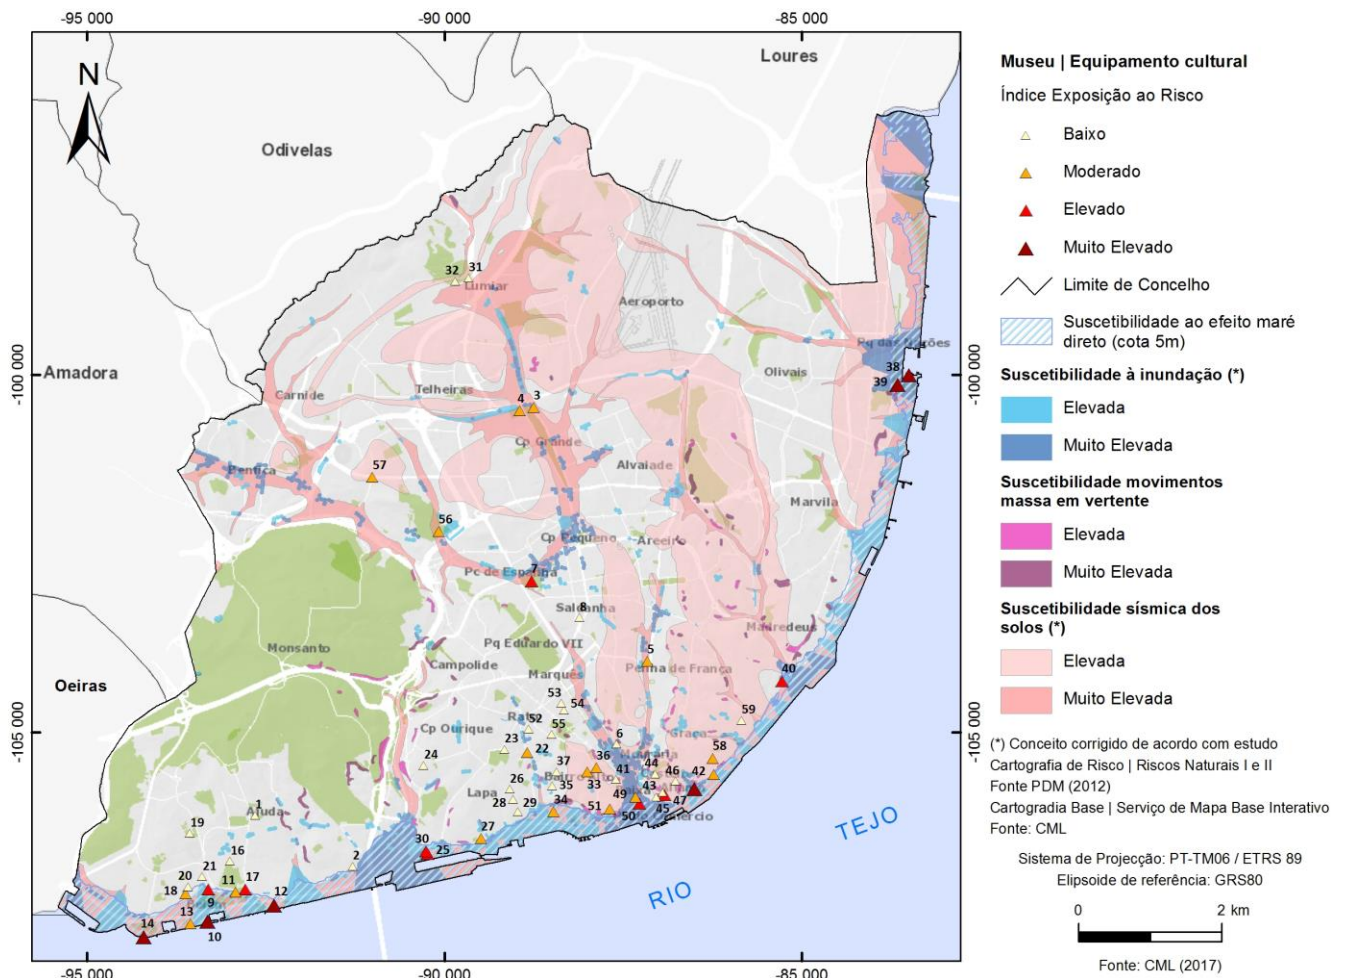 -95 000
-90 000
-85 000
Loures
N
Odivelas
32
31
Lumiar
Aeroporto
Pq das Nações
-100 000
-100 000
38
39
Olivais
Amadora
Telheiras
Carnide
4
3
Cp Grande
Alvalade
57
Benfica
Marvila
56
Cp Pequeno
Areeiro
Pc de Espanha
7
8
Saldanha
Madredeus
Pq Eduardo VII
Monsanto
Campolide
5
Penha de França
Marquês
40
Oeiras
53
54
59
-105 000
-105 000
Cp Ourique
Rato
52
55
6
Graça
23
22
Mouraria
58
24
37
36
44
46
42
Bairro Alto
33
41
43
26
35
Lapa
28
29
34
49
47
51
50
45
1
Ajuda
19
27
30
25
TEJO
16
2
20
21
18
11
17
9
12
13
14
10
RIO
-95 000
-90 000
-85 000
Museu | Equipamento cultural
Índice Exposição ao Risco
Baixo
Moderado
Elevado
Muito Elevado
Limite de Concelho
Suscetibilidade ao efeito maré
direto (cota 5m)
Suscetibilidade à inundação (*)
Elevada
Muito Elevada
Suscetibilidade movimentos
massa em vertente
Elevada
Muito Elevada
Suscetibilidade sísmica dos
solos (*)
Elevada
Muito Elevada
(*) Conceito corrigido de acordo com estudo
Cartografia de Risco | Riscos Naturais I e II
Fonte PDM (2012)
Cartogradia Base | Serviço de Mapa Base Interativo
Fonte: CML
Sistema de Projecção: PT-TM06 / ETRS 89
Elipsoide de referência: GRS80
0
2 km
Fonte: CML (2017)